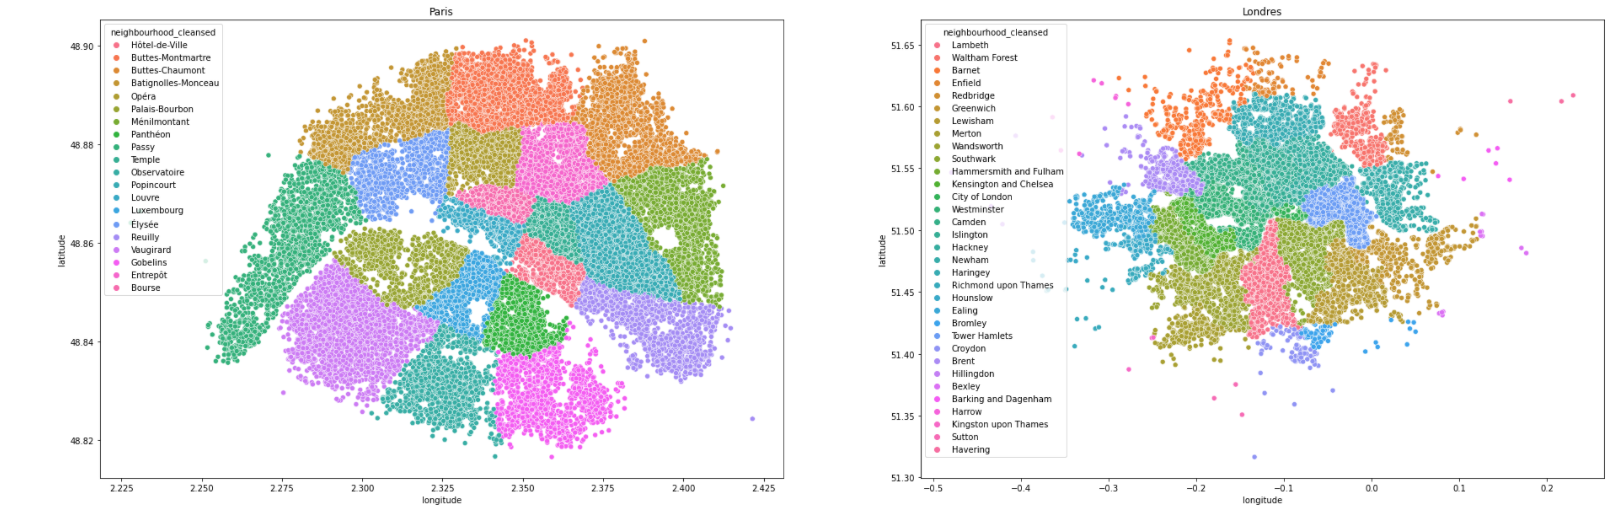 Paris
neighbourhood_cleansed
Hôtel-de-Ville
Buttes-Montmartre
Buttes-Chaumont
Batignolles-Monceau
Opéra
Palais-Bourbon
Ménilmontant
Panthéon
Passy
Temple
Observatoire
Popincourt
Louvre
Luxembourg
Élysée
Reuilly
Vaugirard
Gobelins
Entrepôt
Bourse
latitude
48.90
48.88
48.86
48.84
48.82
2.225 2.250 2.275 2.300 2.325 2.350 2.375 2.400 2.425
longitude
Londres
neighbourhood_cleansed
Lambeth
Waltham Forest
Barnet
Enfield
Redbridge
Greenwich
Lewisham
Merton
Wandsworth
Southwark
Hammersmith and Fulham
Kensington and Chelsea
City of London
Westminster
Camden
Islington
Hackney
Newham
Haringey
Richmond upon Thames
Hounslow
Ealing
Bromley
Tower Hamlets
Croydon
Brent
Hillingdon
Bexley
Barking and Dagenham
Harrow
Kingston upon Thames
Sutton
Havering
latitude
51.65
51.60
51.55
51.50
51.45
51.40
51.35
51.30
−0.5 −0.4 −0.3 −0.2 −0.1 0.0 0.1 0.2
longitude